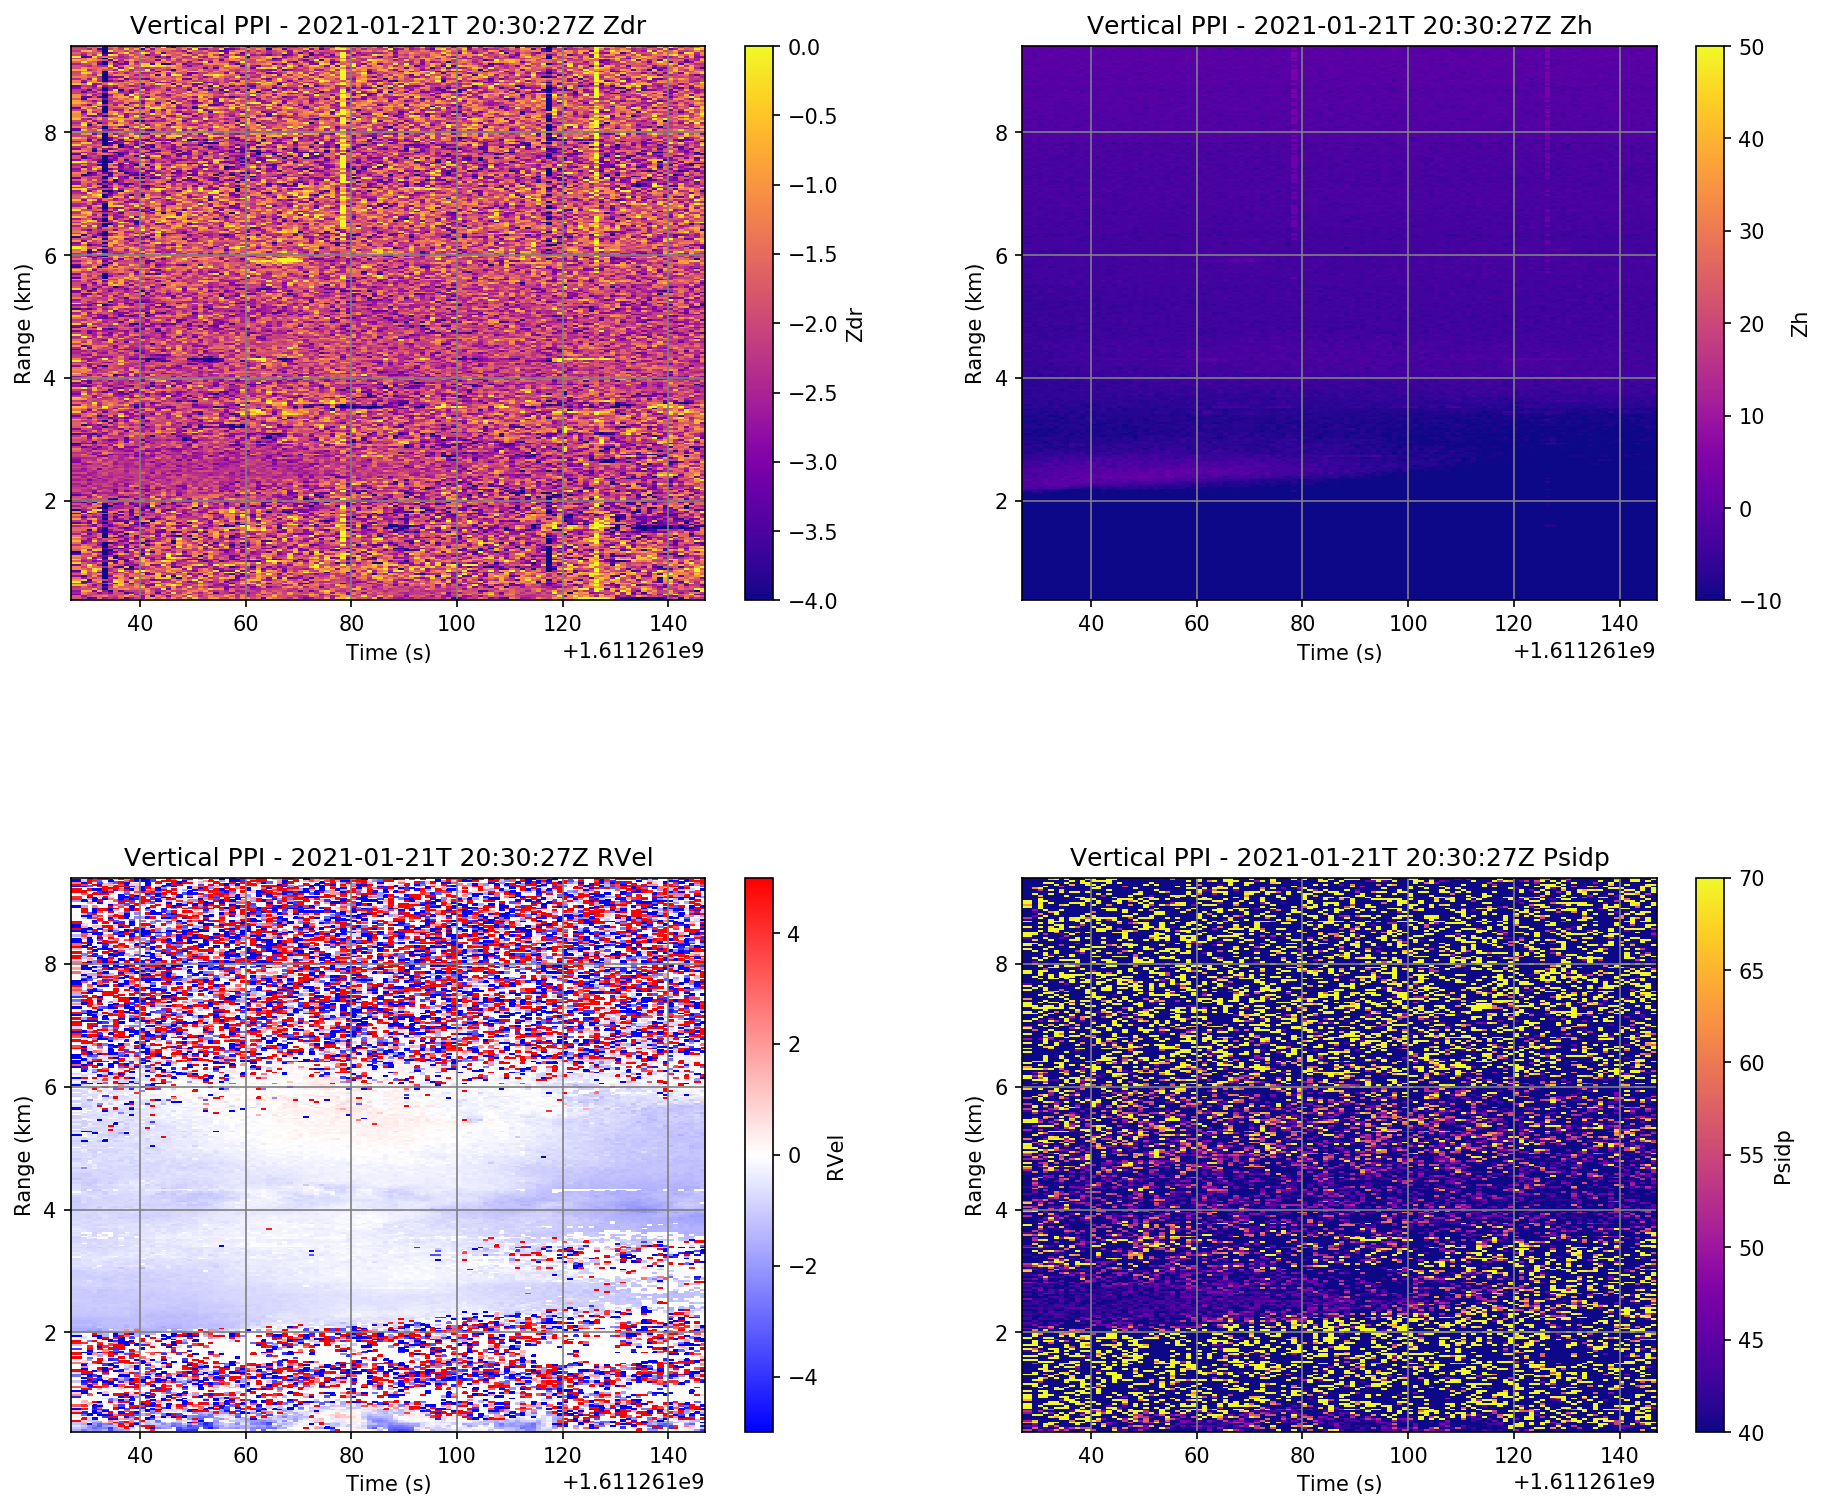 Vertical PPI - 2021-01-21T 20:30:27Z Zdr
Range (km)
8
6
4
2
40 60 80 100 120 140
Time (s)
+1.611261e9
0.0
−0.5
−1.0
−1.5
−2.0
−2.5
−3.0
−3.5
−4.0
Zdr
Vertical PPI - 2021-01-21T 20:30:27Z Zh
Range (km)
8
6
4
2
40 60 80 100 120 140
Time (s)
+1.611261e9
50
40
30
20
10
0
−10
Zh
Vertical PPI - 2021-01-21T 20:30:27Z RVel
Range (km)
8
6
4
2
40 60 80 100 120 140
Time (s)
+1.611261e9
4
2
0
−2
−4
RVel
Vertical PPI - 2021-01-21T 20:30:27Z Psidp
Range (km)
8
6
4
2
40 60 80 100 120 140
Time (s)
+1.611261e9
70
65
60
55
50
45
40
Psidp